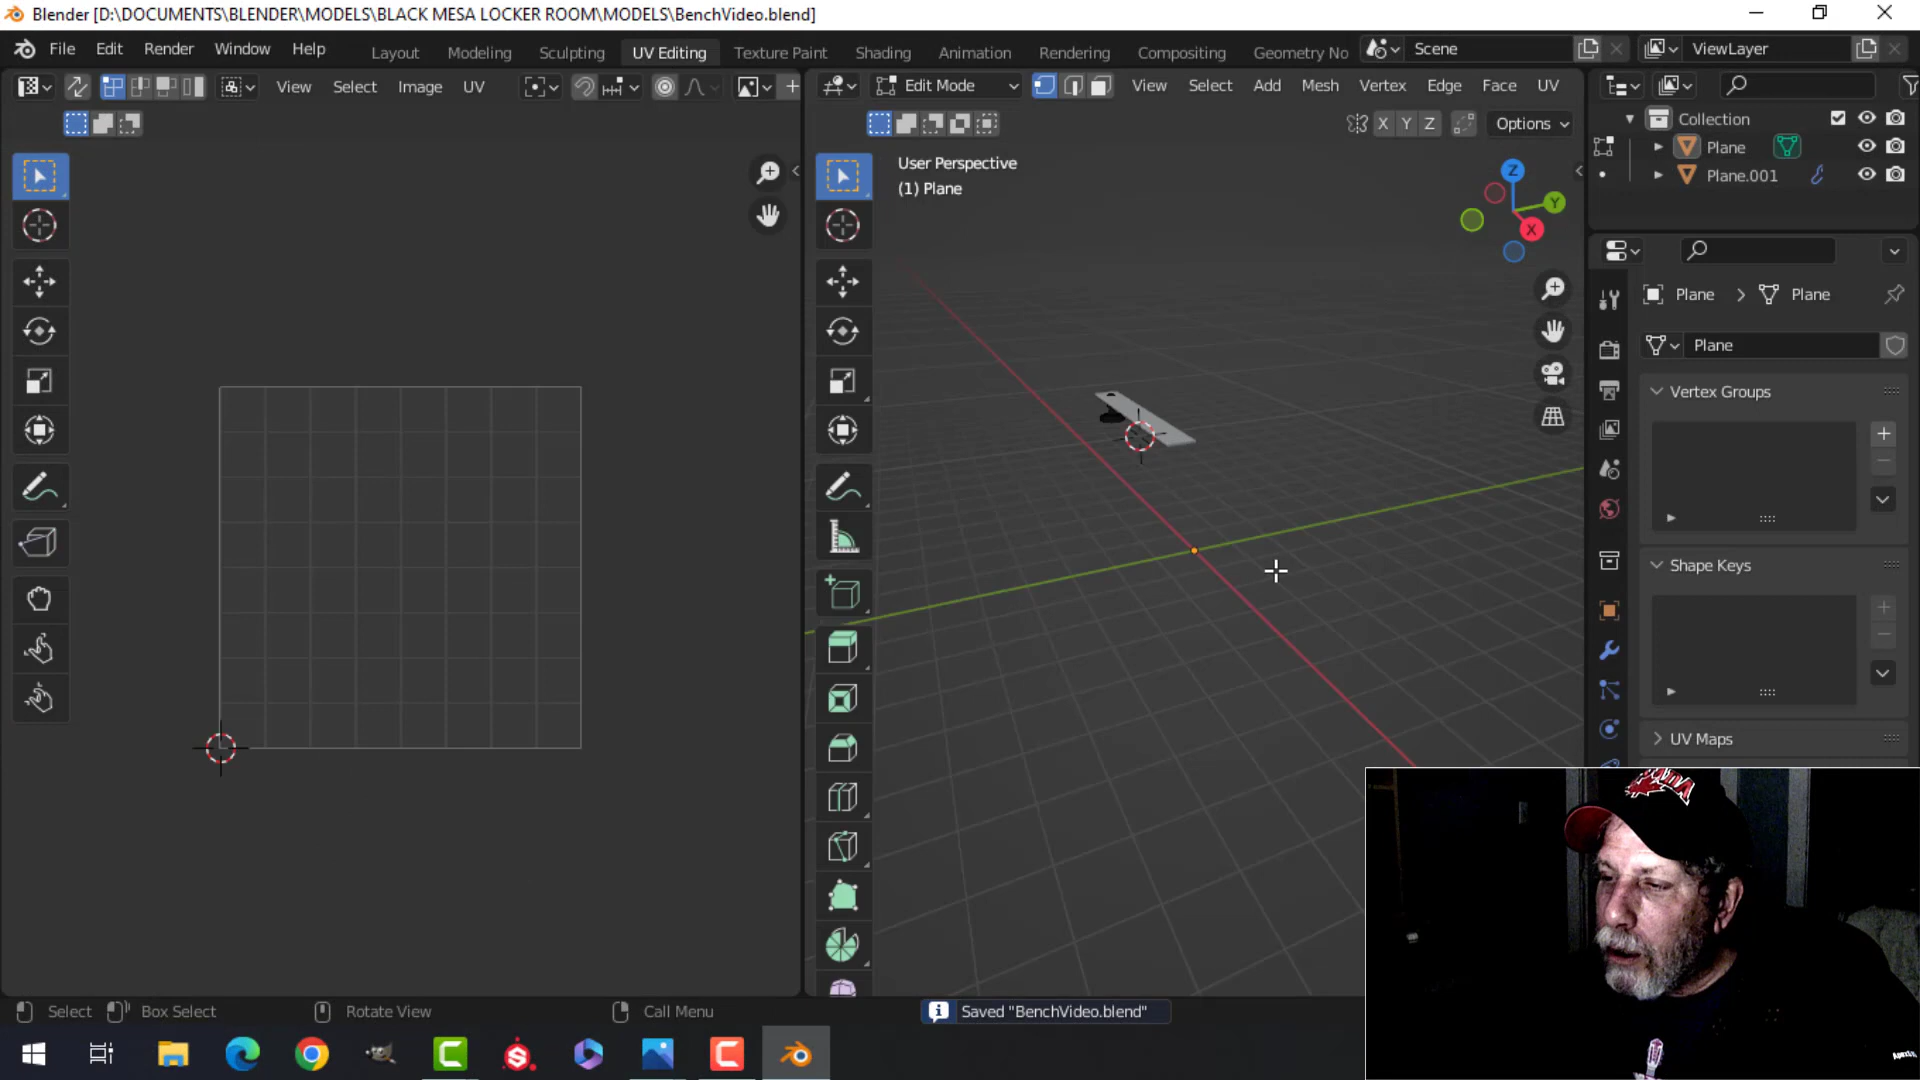 Blender [D:\DOCUMENTS\BLENDER\MODELS\BLACK MESA LOCKER ROOM\MODELS\BenchVideo.blend]
File Edit Render Window Help Layout Modeling Sculpting UV Editing Texture Paint Shading Animation Rendering Compositing Geometry No Scene ViewLayer
View Select Image UV Edit Mode View Select Add Mesh Vertex Edge Face UV
X Y Z Options
Collection
Plane
Plane.001
User Perspective
(1) Plane
Z
Y
X
Plane > Plane
Plane
Vertex Groups
Shape Keys
UV Maps
Select Box Select Rotate View Call Menu Saved "BenchVideo.blend"